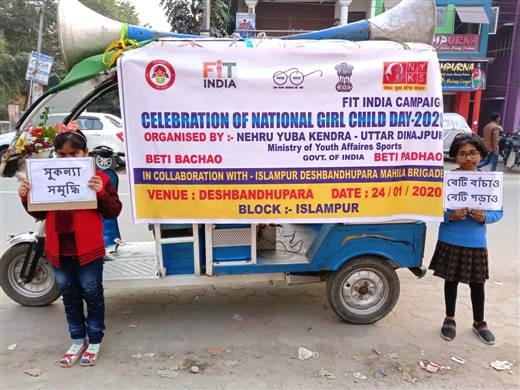 FIT
INDIA
NYKS
FIT INDIA CAMPAIG
CELEBRATION OF NATIONAL GIRL CHILD DAY-2020
ORGANISED BY:- NEHRU YUBA KENDRA - UTTAR DINAJPUR
Ministry of Youth Affaires Sports
BETI BACHAO
GOVT. OF INDIA
BETI PADHAO
IN COLLABORATION WITH - ISLAMPUR DESHBANDHUPARA MAHILA BRIGADE
VENUE : DESHBANDHUPARA DATE : 24 / 01 / 2020
BLOCK :- ISLAMPUR
সুকন্যা
সমৃদ্ধি
বেটি বাঁচাও
বেটি পড়াও